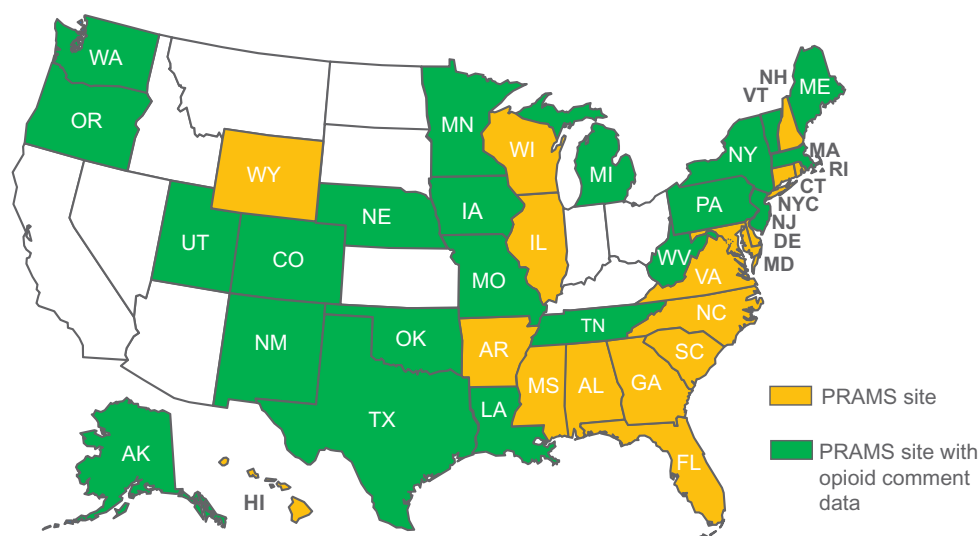 WA
OR
WY
UT
CO
NM
NE
OK
TX
MN
IA
MO
AR
LA
WI
IL
MI
MS
AL
GA
FL
TN
SC
NC
VA
WV
PA
NY
VT
NH
ME
MA
RI
CT
NYC
NJ
DE
MD
AK
HI
PRAMS site
PRAMS site with
opioid comment
data